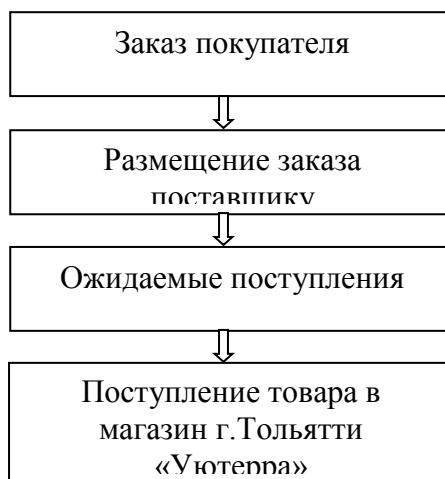 Заказ покупателя
Размещение заказа
поставщику
Ожидаемые поступления
Поступление товара в
магазин г.Тольятти
«Уютерра»